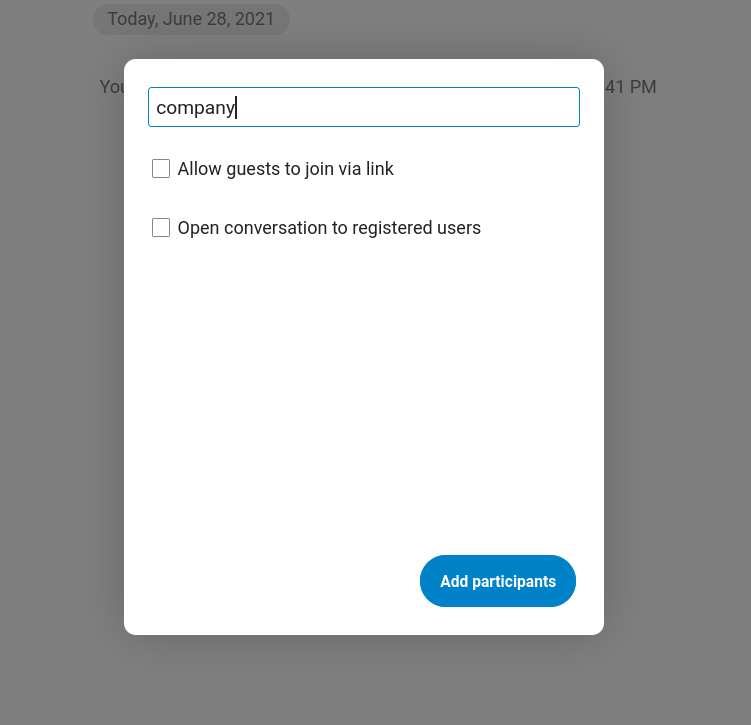 Today, June 28, 2021
You 41 PM
company
Allow guests to join via link
Open conversation to registered users
Add participants